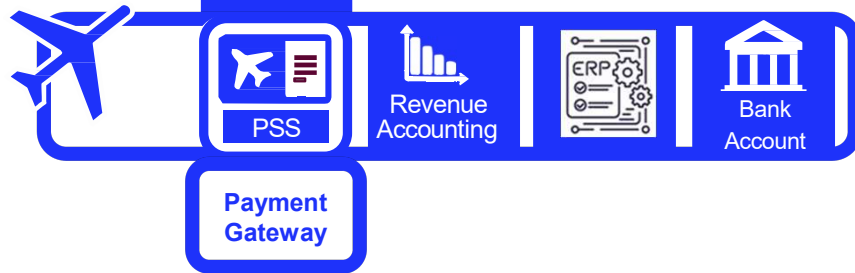 PSS
Revenue
Accounting
ERP
Bank
Account
Payment
Gateway